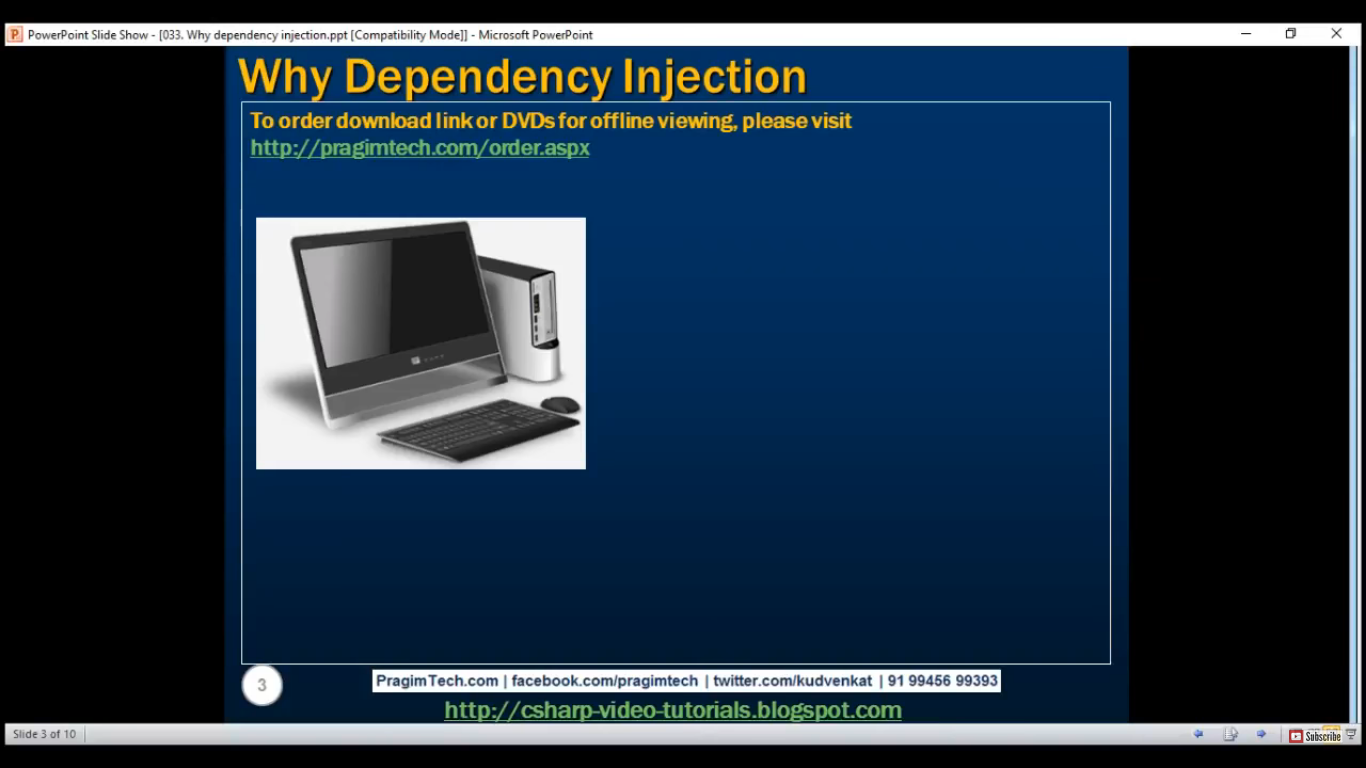 PowerPoint Slide Show - [033. Why dependency injection.ppt [Compatibility Mode]] - Microsoft PowerPoint
Why Dependency Injection
To order download link or DVDs for offline viewing, please visit
http://pragimtech.com/order.aspx
3
PragimTech.com | facebook.com/pragimtech | twitter.com/kudvenkat | 91 99456 99393
http://csharp-video-tutorials.blogspot.com
Slide 3 of 10
Subscribe